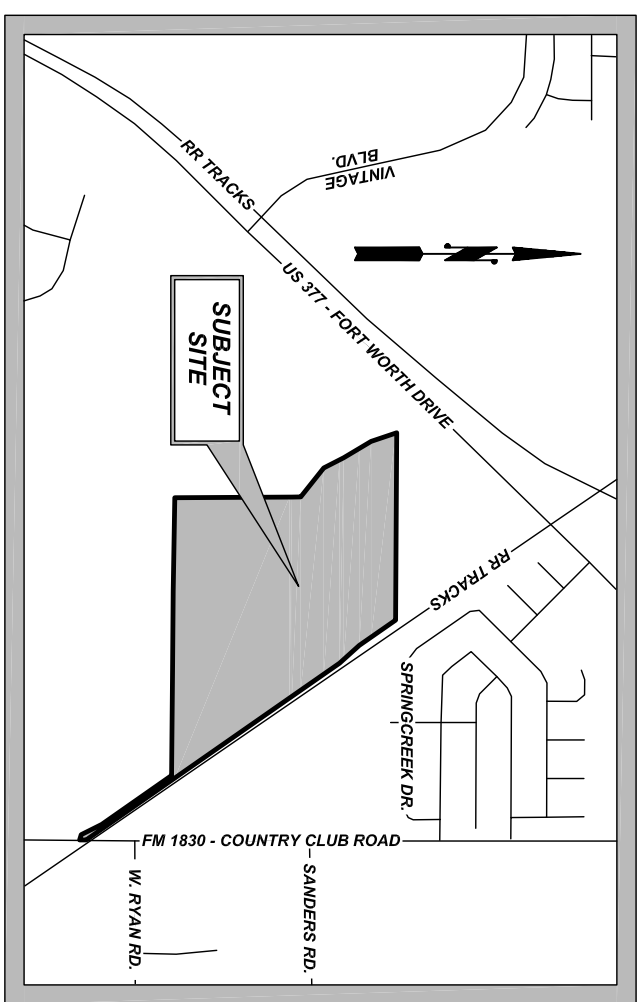 RR TRACKS
VINTAGE
BLVD.
US 377 - FORT WORTH DRIVE
SUBJECT
SITE
RR TRACKS
SPRINGCREEK DR.
FM 1830 - COUNTRY CLUB ROAD
W. RYAN RD.
SANDERS RD.